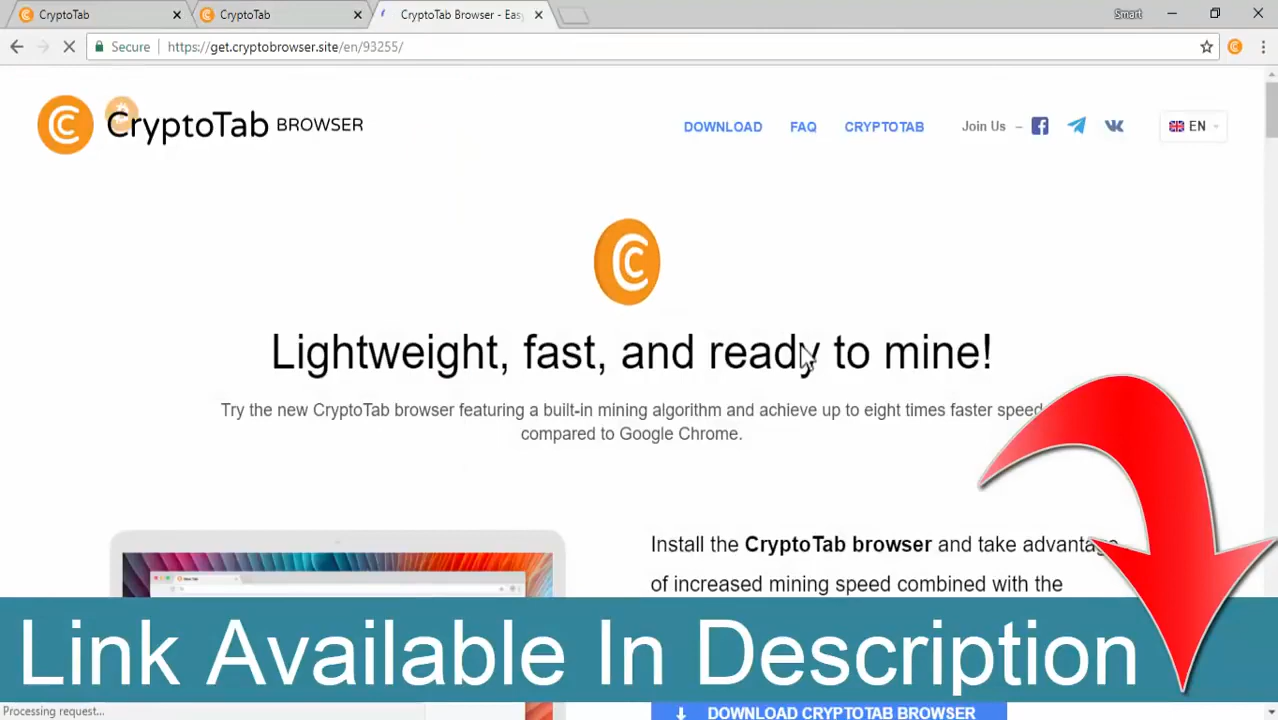 CryptoTab
CryptoTab
CryptoTab Browser - Easy
Smart
Secure
https://get.cryptobrowser.site/en/93255/
CryptoTab BROWSER
DOWNLOAD
FAQ
CRYPTOTAB
Join Us –
EN
Lightweight, fast, and ready to mine!
Try the new CryptoTab browser featuring a built-in mining algorithm and achieve up to eight times faster speed
compared to Google Chrome.
Install the CryptoTab browser and take advantage
of increased mining speed combined with the
Link Available In Description
DOWNLOAD CRYPTOTAB BROWSER
Processing request...